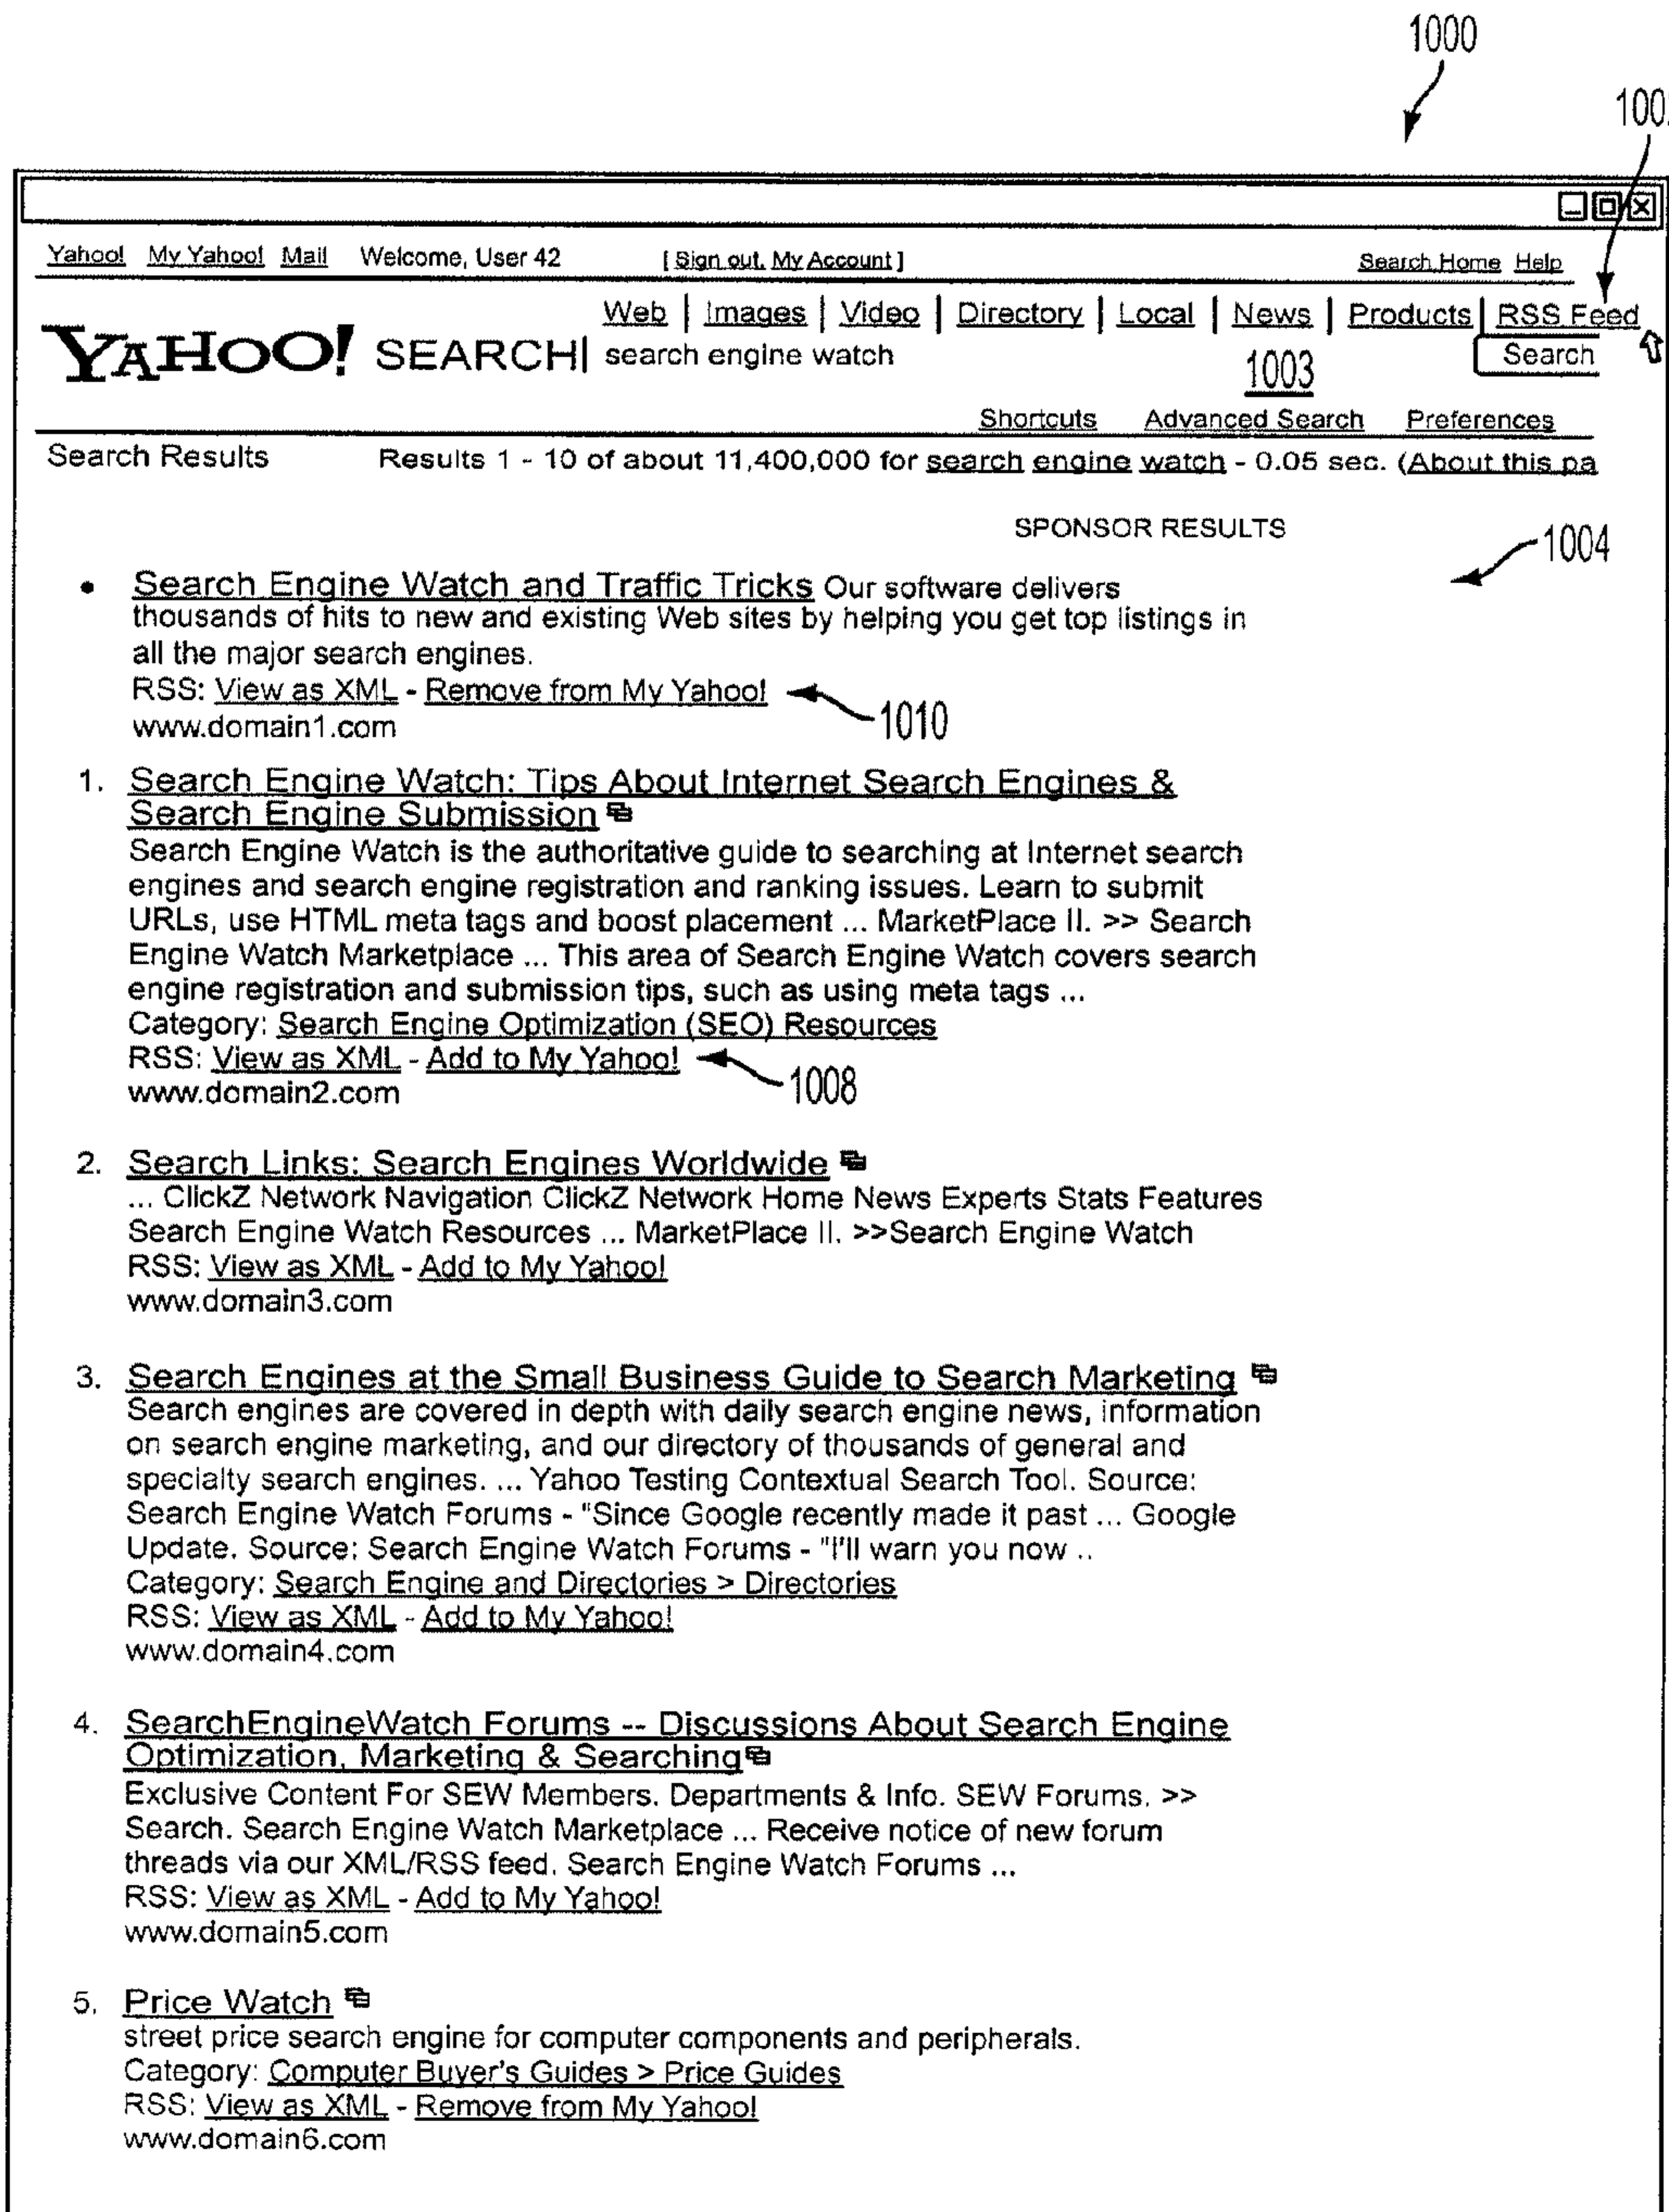 1000
Yahoo! My Yahoo! Mail Welcome, User 42 [ Sign out, My Account ] Search Home Help
Web | Images | Video | Directory | Local | News | Products | RSS Feed
YAHOO! SEARCH search engine watch 1003 Search
Shortcuts Advanced Search Preferences
Search Results Results 1 - 10 of about 11,400,000 for search engine watch - 0.05 sec. (About this pa
SPONSOR RESULTS
1004
• Search Engine Watch and Traffic Tricks Our software delivers
thousands of hits to new and existing Web sites by helping you get top listings in
all the major search engines.
RSS: View as XML - Remove from My Yahoo!
1010
www.domain1.com
1. Search Engine Watch: Tips About Internet Search Engines &
Search Engine Submission
Search Engine Watch is the authoritative guide to searching at Internet search
engines and search engine registration and ranking issues. Learn to submit
URLs, use HTML meta tags and boost placement ... MarketPlace II. >> Search
Engine Watch Marketplace ... This area of Search Engine Watch covers search
engine registration and submission tips, such as using meta tags ...
Category: Search Engine Optimization (SEO) Resources
RSS: View as XML - Add to My Yahoo!
1008
www.domain2.com
2. Search Links: Search Engines Worldwide
... ClickZ Network Navigation ClickZ Network Home News Experts Stats Features
Search Engine Watch Resources ... MarketPlace II. >>Search Engine Watch
RSS: View as XML - Add to My Yahoo!
www.domain3.com
3. Search Engines at the Small Business Guide to Search Marketing
Search engines are covered in depth with daily search engine news, information
on search engine marketing, and our directory of thousands of general and
specialty search engines. ... Yahoo Testing Contextual Search Tool. Source:
Search Engine Watch Forums - "Since Google recently made it past ... Google
Update. Source: Search Engine Watch Forums - "I'll warn you now ..
Category: Search Engine and Directories > Directories
RSS: View as XML - Add to My Yahoo!
www.domain4.com
4. SearchEngineWatch Forums -- Discussions About Search Engine
Optimization, Marketing & Searching
Exclusive Content For SEW Members. Departments & Info. SEW Forums. >>
Search. Search Engine Watch Marketplace ... Receive notice of new forum
threads via our XML/RSS feed. Search Engine Watch Forums ...
RSS: View as XML - Add to My Yahoo!
www.domain5.com
5. Price Watch
street price search engine for computer components and peripherals.
Category: Computer Buyer's Guides > Price Guides
RSS: View as XML - Remove from My Yahoo!
www.domain6.com